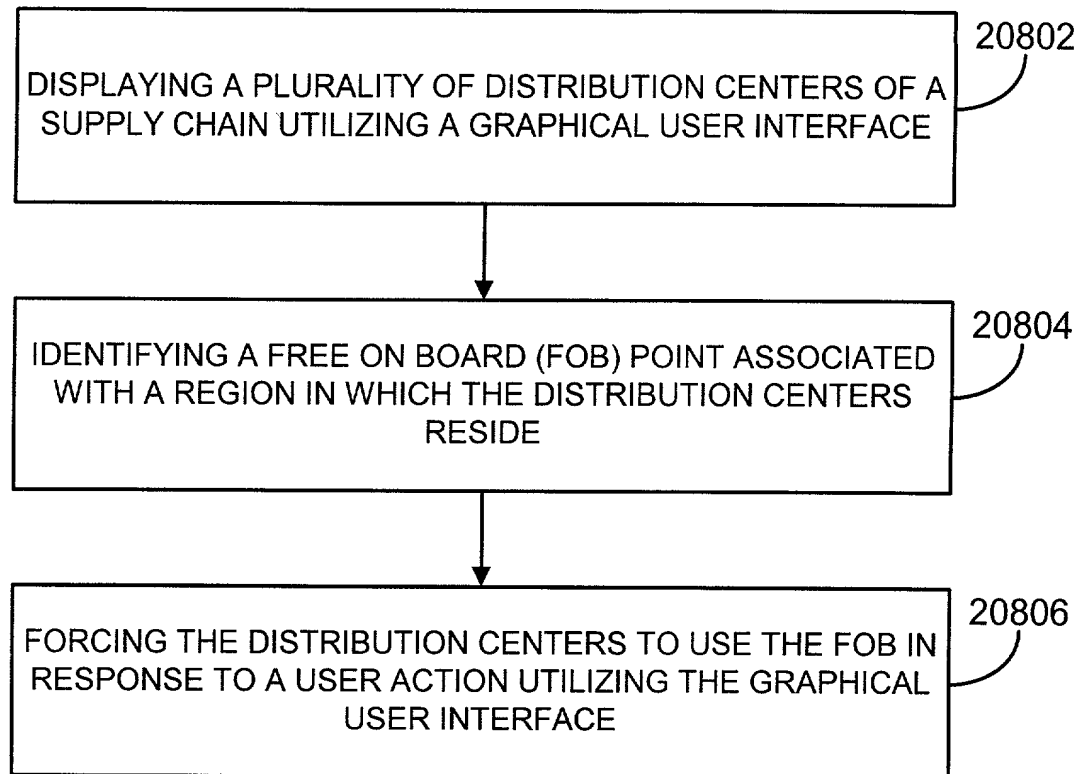 20802
DISPLAYING A PLURALITY OF DISTRIBUTION CENTERS OF A
SUPPLY CHAIN UTILIZING A GRAPHICAL USER INTERFACE
20804
IDENTIFYING A FREE ON BOARD (FOB) POINT ASSOCIATED
WITH A REGION IN WHICH THE DISTRIBUTION CENTERS
RESIDE
20806
FORCING THE DISTRIBUTION CENTERS TO USE THE FOB IN
RESPONSE TO A USER ACTION UTILIZING THE GRAPHICAL
USER INTERFACE